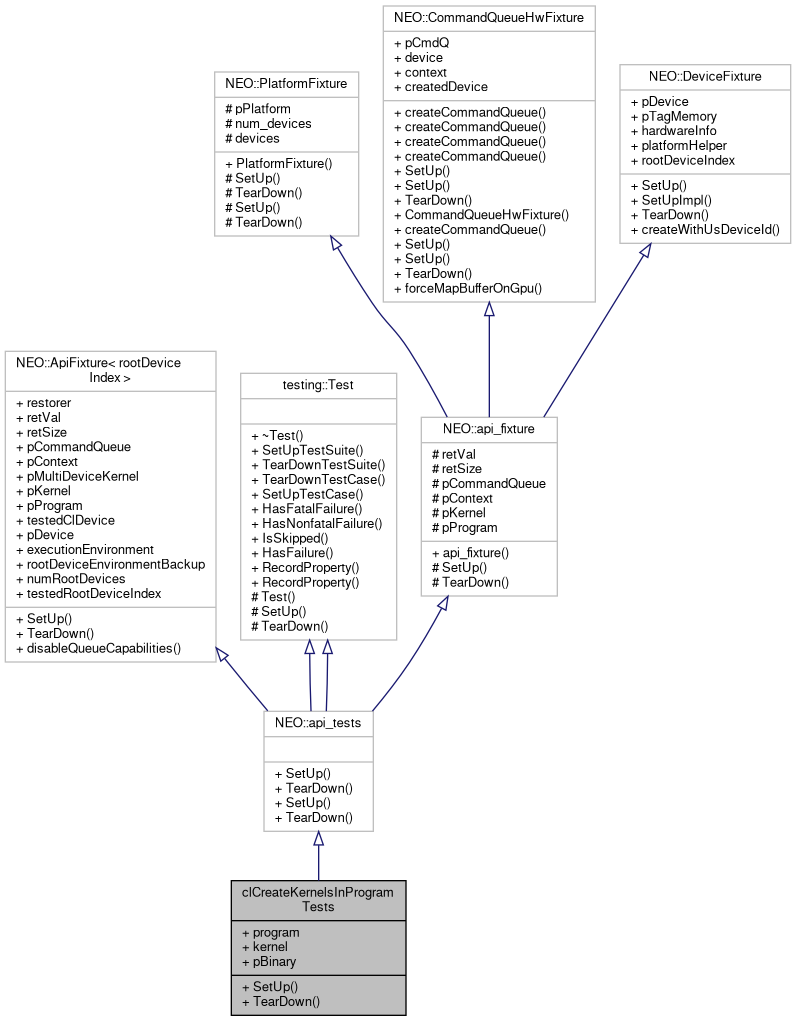 NEO::CommandQueueHwFixture
+ pCmdQ
+ device
+ context
+ createdDevice
+ createCommandQueue()
+ createCommandQueue()
+ createCommandQueue()
+ createCommandQueue()
+ SetUp()
+ SetUp()
+ TearDown()
+ CommandQueueHwFixture()
+ createCommandQueue()
+ SetUp()
+ SetUp()
+ TearDown()
+ forceMapBufferOnGpu()
NEO::PlatformFixture
# pPlatform
# num_devices
# devices
+ PlatformFixture()
# SetUp()
# TearDown()
# SetUp()
# TearDown()
NEO::DeviceFixture
+ pDevice
+ pTagMemory
+ hardwareInfo
+ platformHelper
+ rootDeviceIndex
+ SetUp()
+ SetUpImpl()
+ TearDown()
+ createWithUsDeviceId()
NEO::ApiFixture< rootDevice
Index >
+ restorer
+ retVal
+ retSize
+ pCommandQueue
+ pContext
+ pMultiDeviceKernel
+ pKernel
+ pProgram
+ testedClDevice
+ pDevice
+ executionEnvironment
+ rootDeviceEnvironmentBackup
+ numRootDevices
+ testedRootDeviceIndex
+ SetUp()
+ TearDown()
+ disableQueueCapabilities()
testing::Test
+ ~Test()
+ SetUpTestSuite()
+ TearDownTestSuite()
+ TearDownTestCase()
+ SetUpTestCase()
+ HasFatalFailure()
+ HasNonfatalFailure()
+ IsSkipped()
+ HasFailure()
+ RecordProperty()
+ RecordProperty()
# Test()
# SetUp()
# TearDown()
NEO::api_fixture
# retVal
# retSize
# pCommandQueue
# pContext
# pKernel
# pProgram
+ api_fixture()
# SetUp()
# TearDown()
NEO::api_tests
+ SetUp()
+ TearDown()
+ SetUp()
+ TearDown()
clCreateKernelsInProgram
Tests
+ program
+ kernel
+ pBinary
+ SetUp()
+ TearDown()